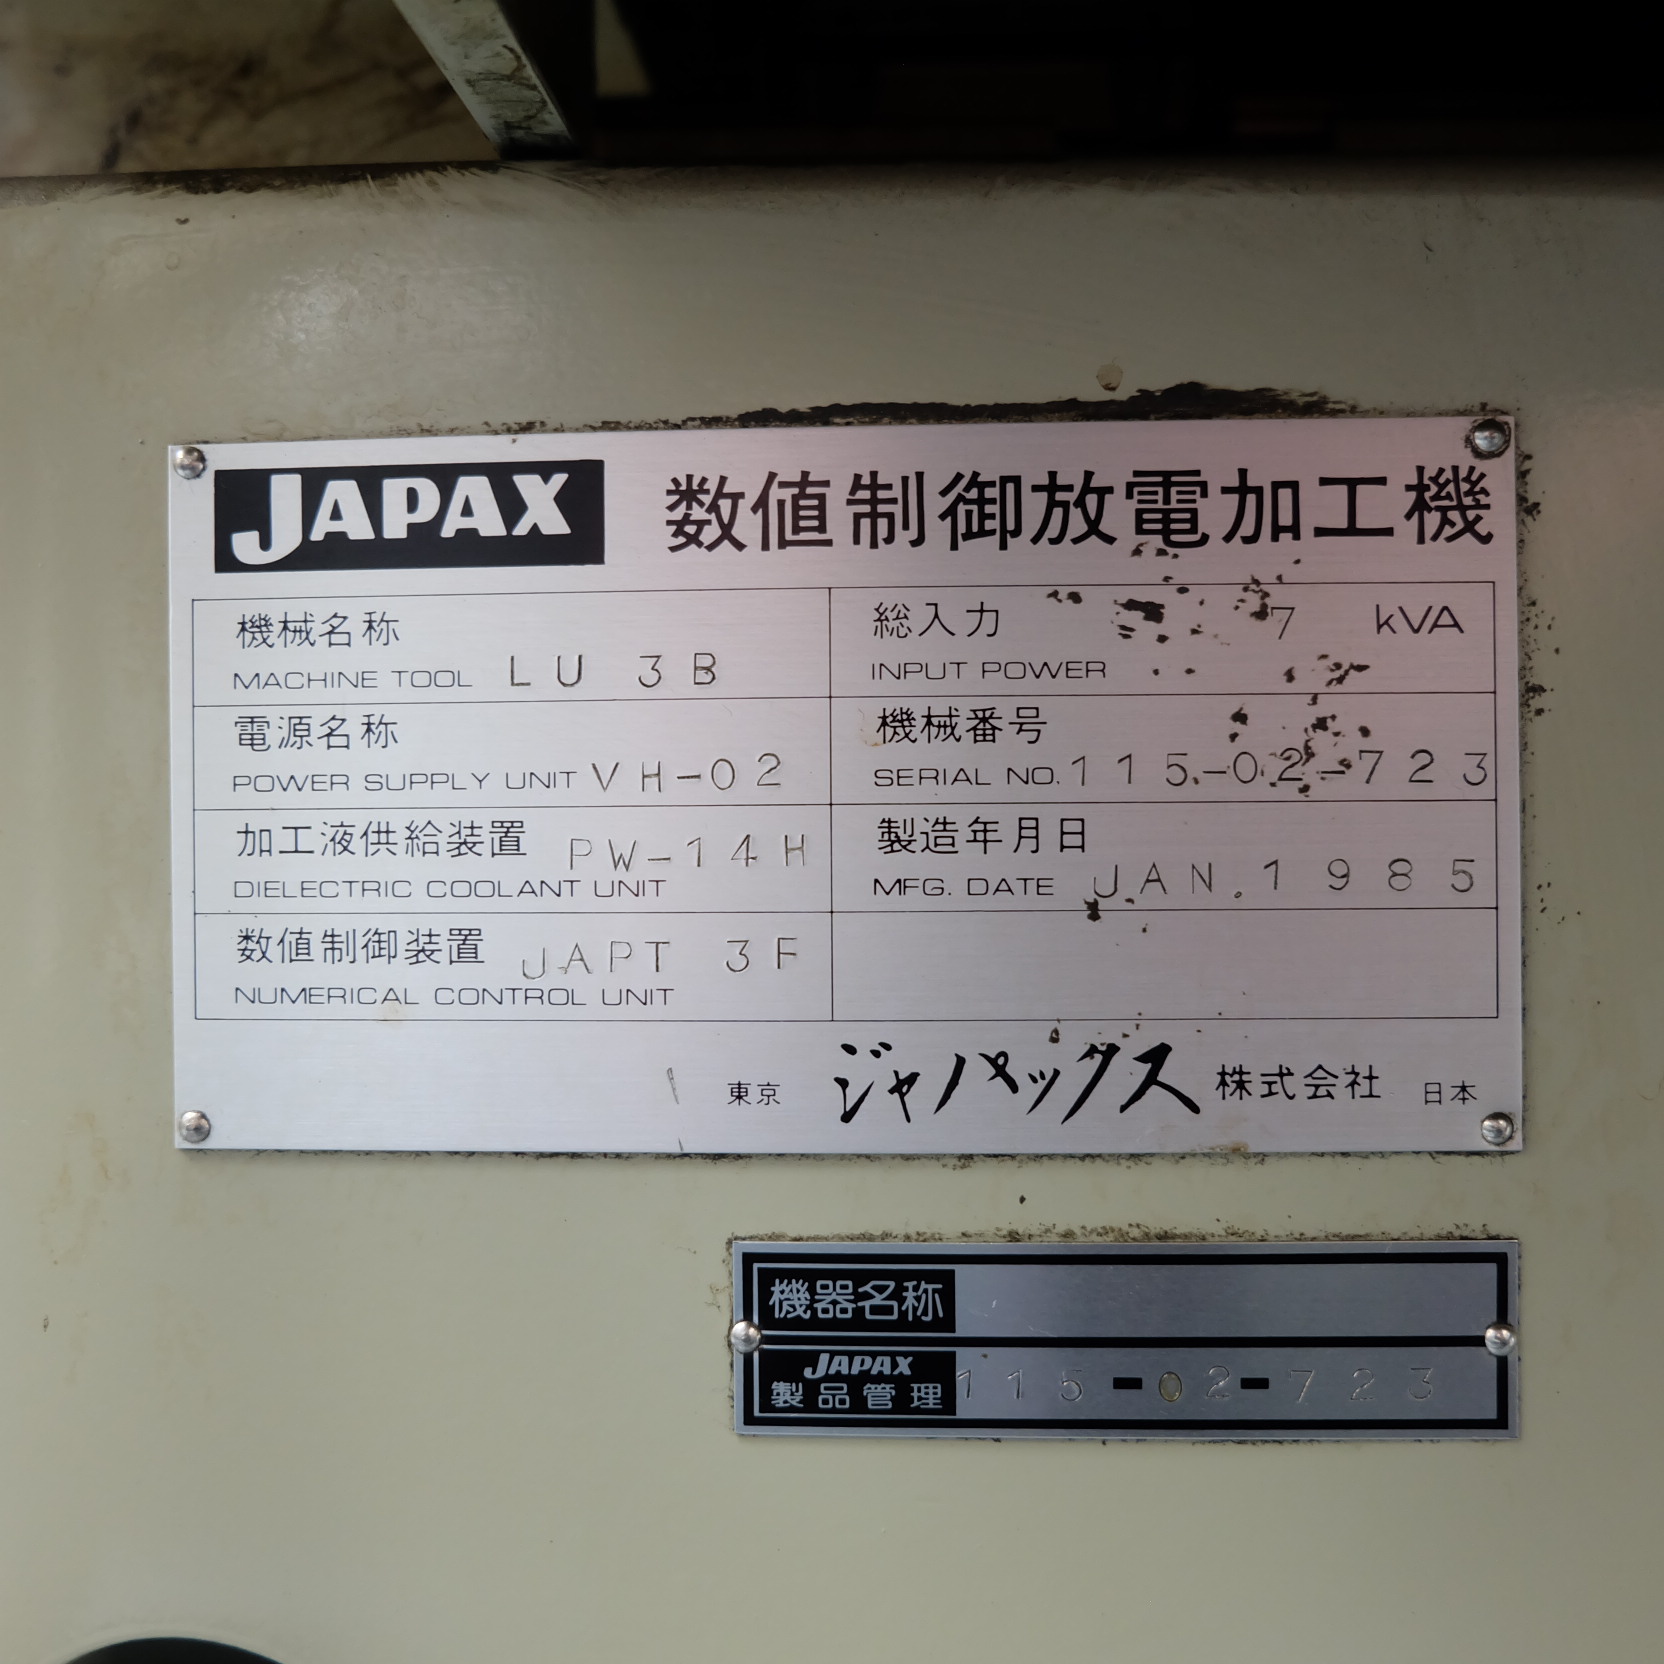 JAPAX 数値制御放電加工機
機械名称
MACHINE TOOL LU 3B
総入力 7 kVA
INPUT POWER
電源名称
POWER SUPPLY UNIT VH-02
機械番号
SERIAL NO. 115-02-723
加工液供給装置 PW-14H
DIELECTRIC COOLANT UNIT
製造年月日
MFG. DATE JAN. 1985
数値制御装置 JAPT 3F
NUMERICAL CONTROL UNIT
東京 ジャパックス 株式会社 日本
機器名称
JAPAX
製品管理 115-02-723